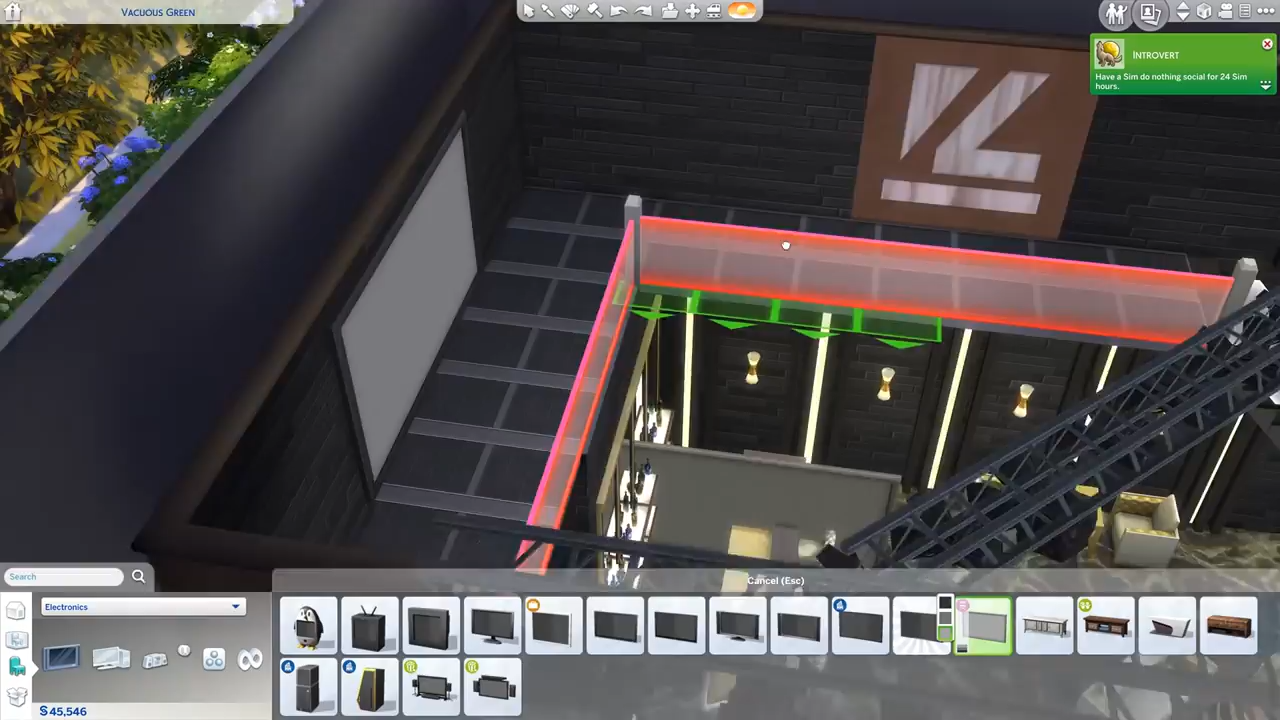 Vacuous Green
Introvert
Have a Sim do nothing social for 24 Sim
hours.
Cancel (Esc)
Search
Electronics
§45,546